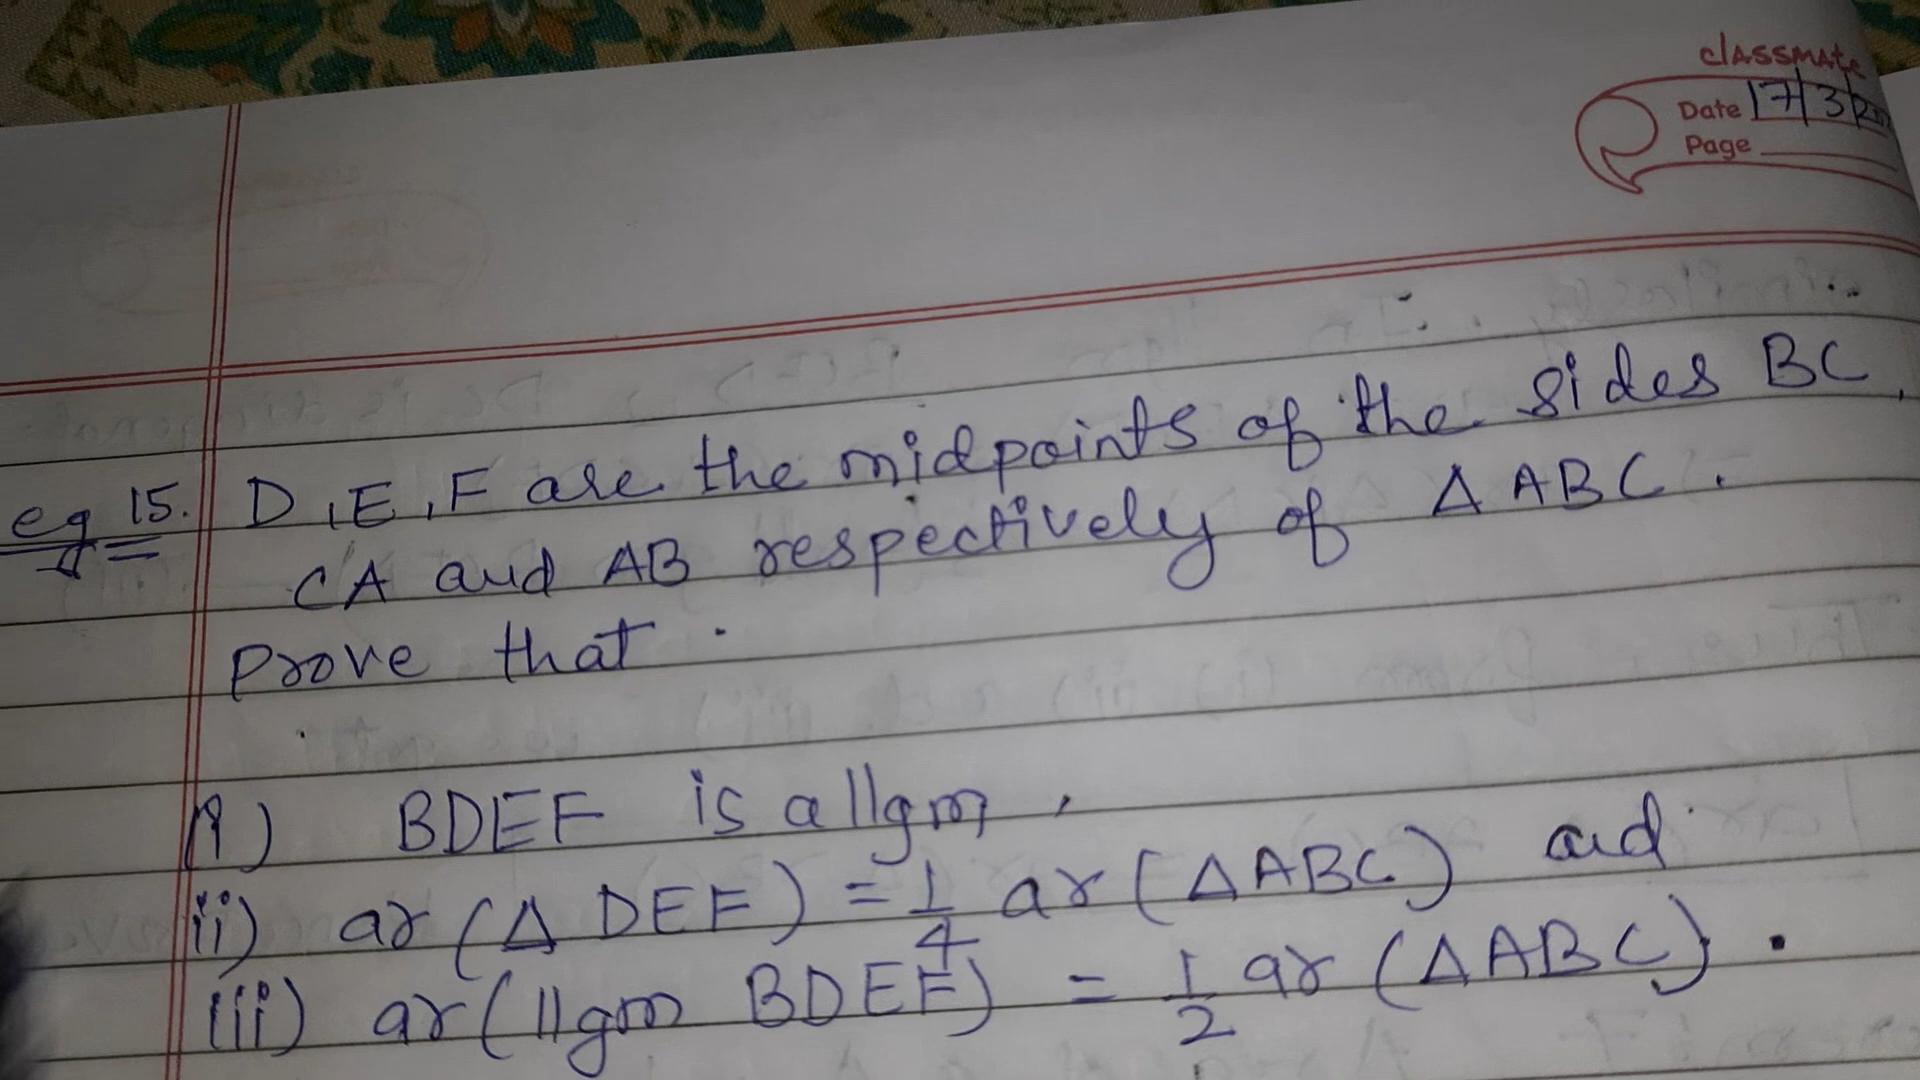 classmate
Date 17/3/
Page
eg 15. D, E, F are the midpoints of the sides BC,
CA and AB respectively of Δ ABC.
Prove that
i) BDEF is a llgm,
ii) ar (Δ DEF) = 1/4 ar (ΔABC) and
iii) ar (llgm BDEF) = 1/2 ar (ΔABC).